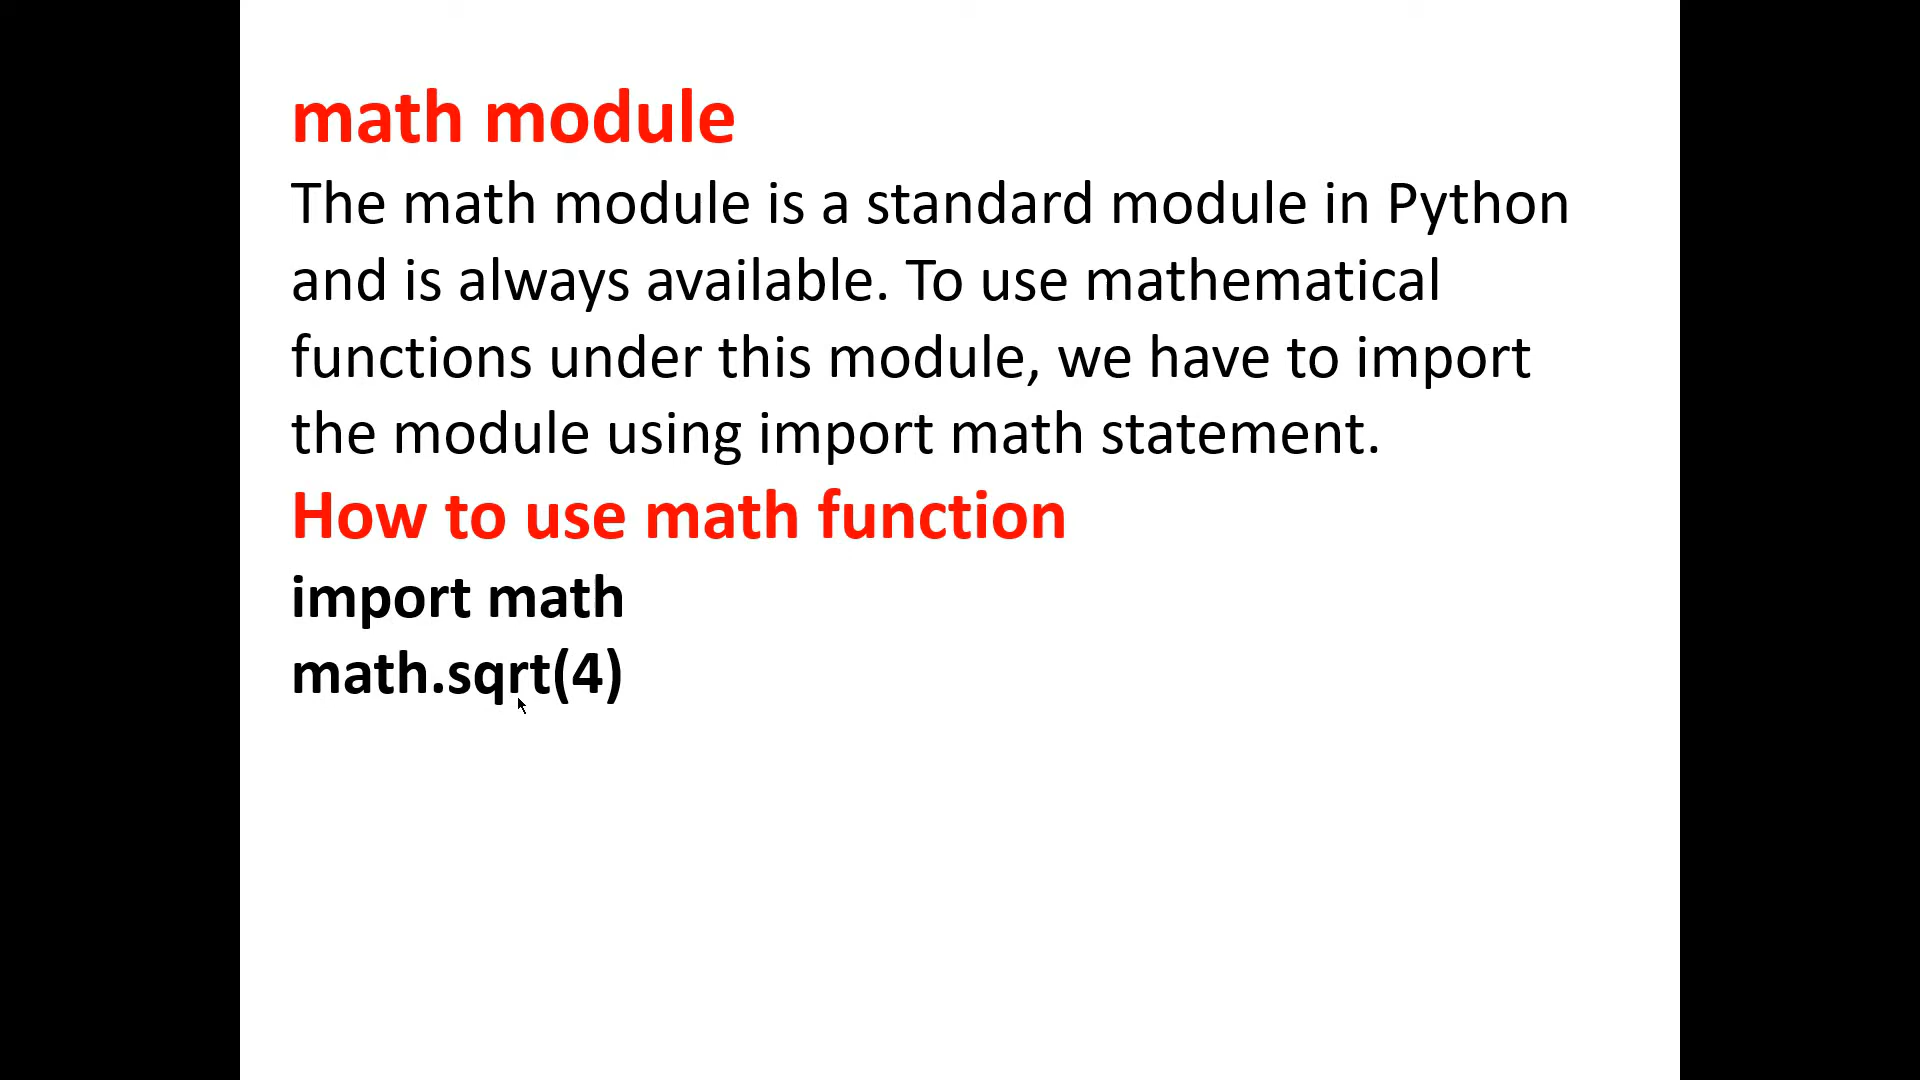 math module
The math module is a standard module in Python
and is always available. To use mathematical
functions under this module, we have to import
the module using import math statement.
How to use math function
import math
math.sqrt(4)